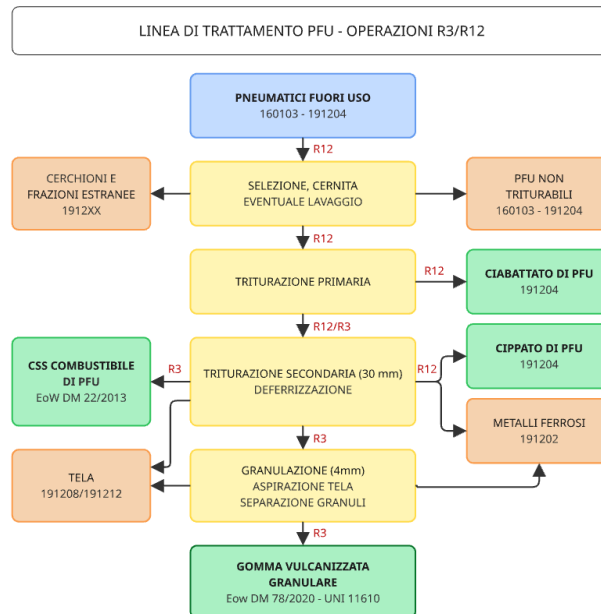 LINEA DI TRATTAMENTO PFU - OPERAZIONI R3/R12
PNEUMATICI FUORI USO
160103 - 191204
R12
CERCHIONI E
FRAZIONI ESTRANEE
1912XX
SELEZIONE, CERNITA
EVENTUALE LAVAGGIO
PFU NON
TRITURABILI
160103 - 191204
R12
TRITURAZIONE PRIMARIA
R12
CIABATTATO DI PFU
191204
R12/R3
CSS COMBUSTIBILE
DI PFU
EoW DM 22/2013
R3
TRITURAZIONE SECONDARIA (30 mm)
DEFERRIZZAZIONE
R12
CIPPATO DI PFU
191204
METALLI FERROSI
191202
R3
TELA
191208/191212
GRANULAZIONE (4mm)
ASPIRAZIONE TELA
SEPARAZIONE GRANULI
R3
GOMMA VULCANIZZATA
GRANULARE
Eow DM 78/2020 - UNI 11610